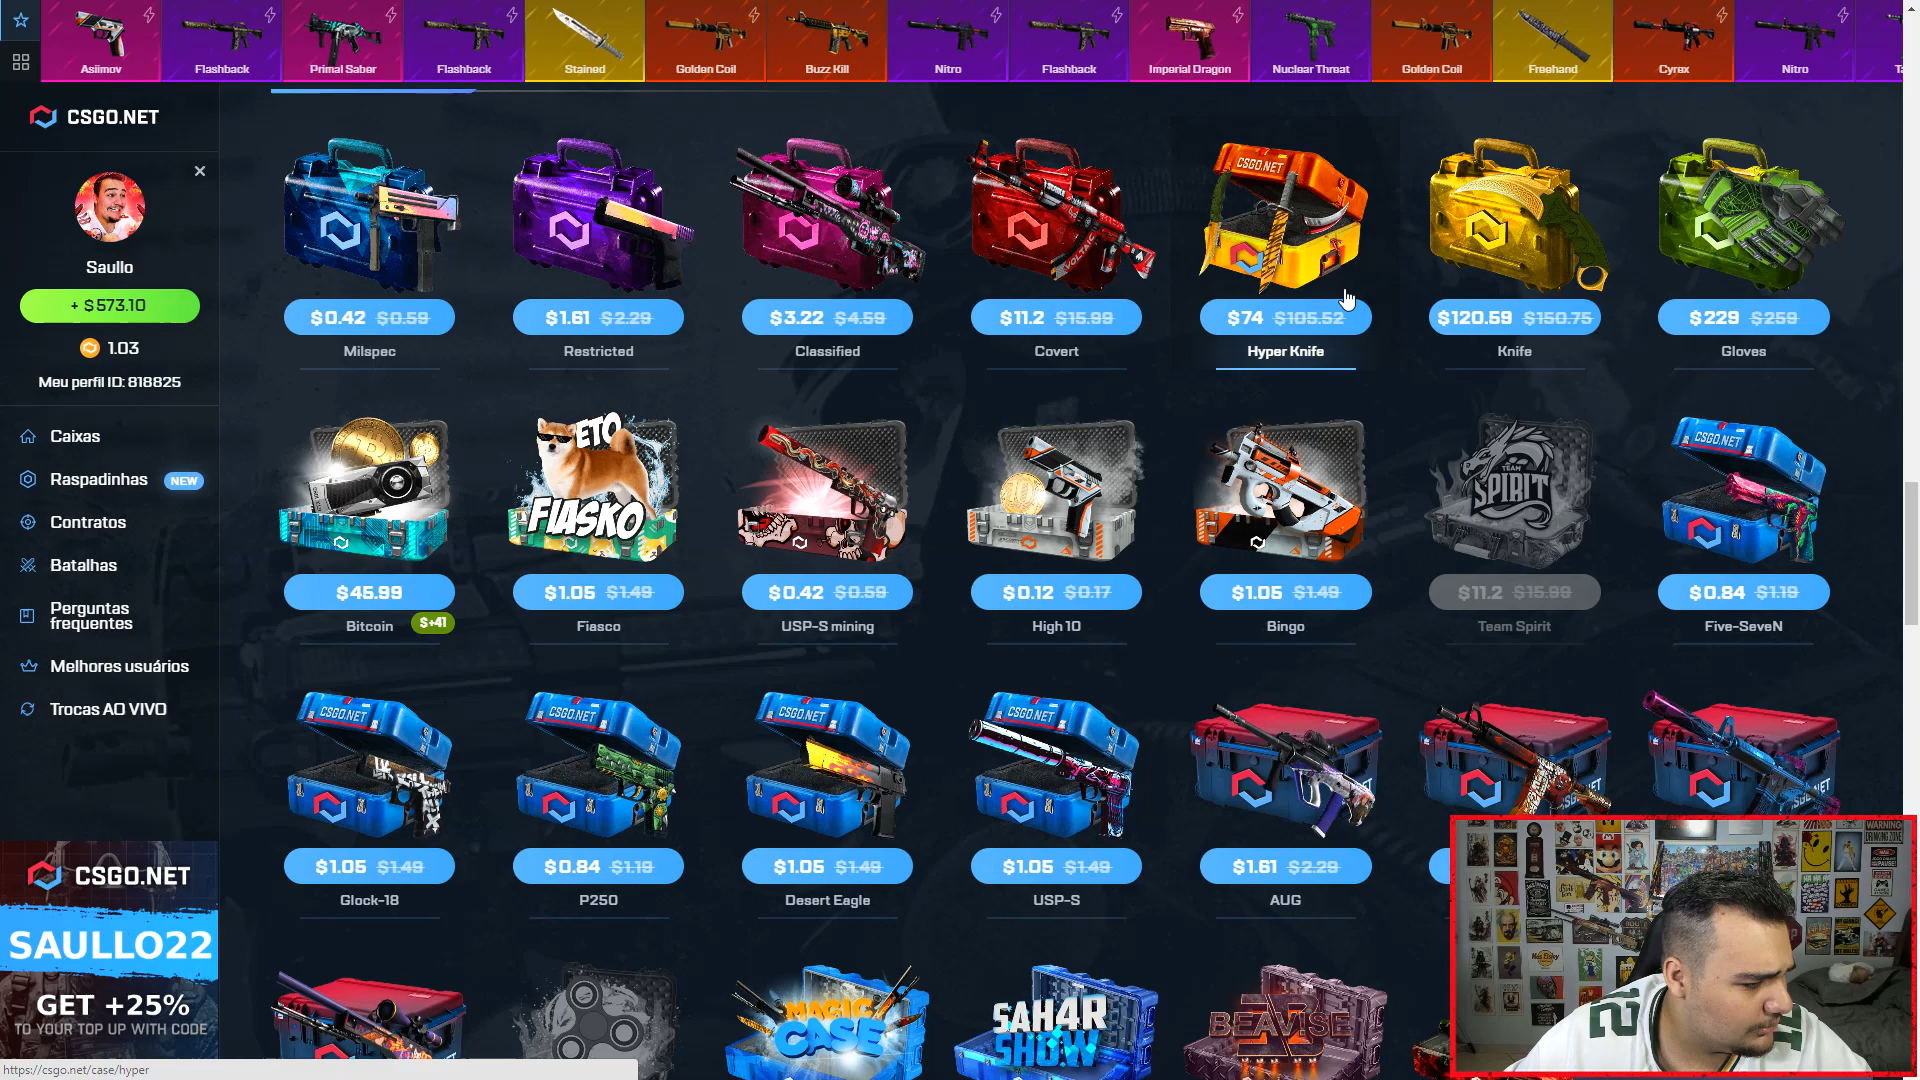 Asiimov
Flashback
Primal Saber
Flashback
Stained
Golden Coil
Buzz Kill
Nitro
Flashback
Imperial Dragon
Nuclear Threat
Golden Coil
Freehand
Cyrex
Nitro
CSGO.NET
Saullo
+ $573.10
1.03
Meu perfil ID: 818825
Caixas
Raspadinhas NEW
Contratos
Batalhas
Perguntas
frequentes
Melhores usuários
Trocas AO VIVO
CSGO.NET
SAULLO22
GET +25%
TO YOUR TOP UP WITH CODE
https://csgo.net/case/hyper
CSGO.NET
$0.42 $0.59
Milspec
$1.61 $2.29
Restricted
$3.22 $4.59
Classified
$11.2 $15.99
Covert
$74 $105.52
Hyper Knife
$120.59 $150.75
Knife
$229 $259
Gloves
ETO
FIASKO
TEAM
SPIRIT
CSGO.NET
$45.99
Bitcoin $+41
$1.05 $1.49
Fiasco
$0.42 $0.59
USP-S mining
$0.12 $0.17
High 10
$1.05 $1.49
Bingo
$11.2 $15.99
Team Spirit
$0.84 $1.19
Five-SeveN
CSGO.NET
CSGO.NET
CSGO.NET
CSGO.NET
$1.05 $1.49
Glock-18
$0.84 $1.19
P250
$1.05 $1.49
Desert Eagle
$1.05 $1.49
USP-S
$1.61 $2.29
AUG
MAGIC
CASE
SAH4R
SHOW
BEAVISE
12